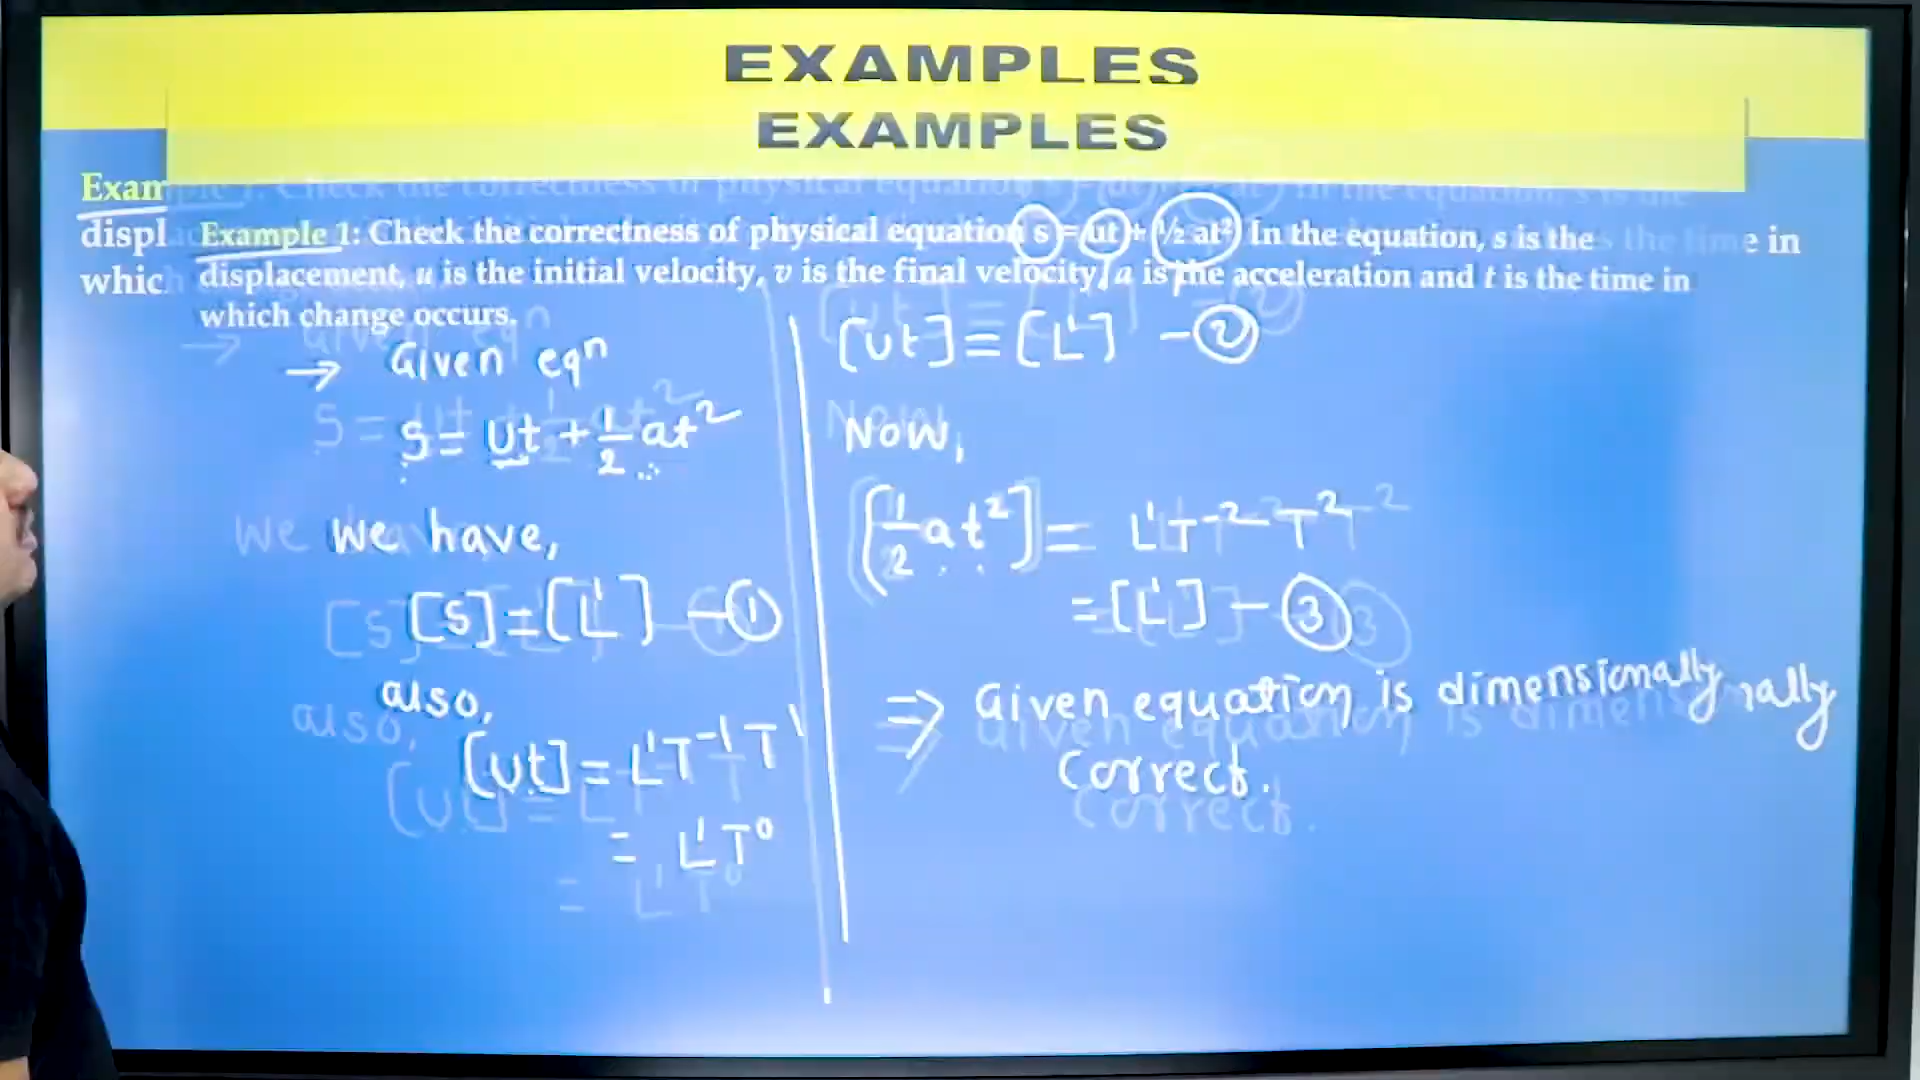 EXAMPLES
EXAMPLES
Example 1: Check the correctness of physical equation s = ut + ½ at² In the equation, s is the
displacement, u is the initial velocity, v is the final velocity, a is the acceleration and t is the time in
which change occurs.
→ Given eqn
S = ut + 1/2 at²
we have,
[S] = [L¹] — ①
also,
[ut] = L¹T⁻¹T¹
= L¹T⁰
[ut] = [L¹] — ②
Now,
[1/2 at²] = L¹T⁻²T²
= [L¹] — ③
⇒ Given equation is dimensionally
correct.